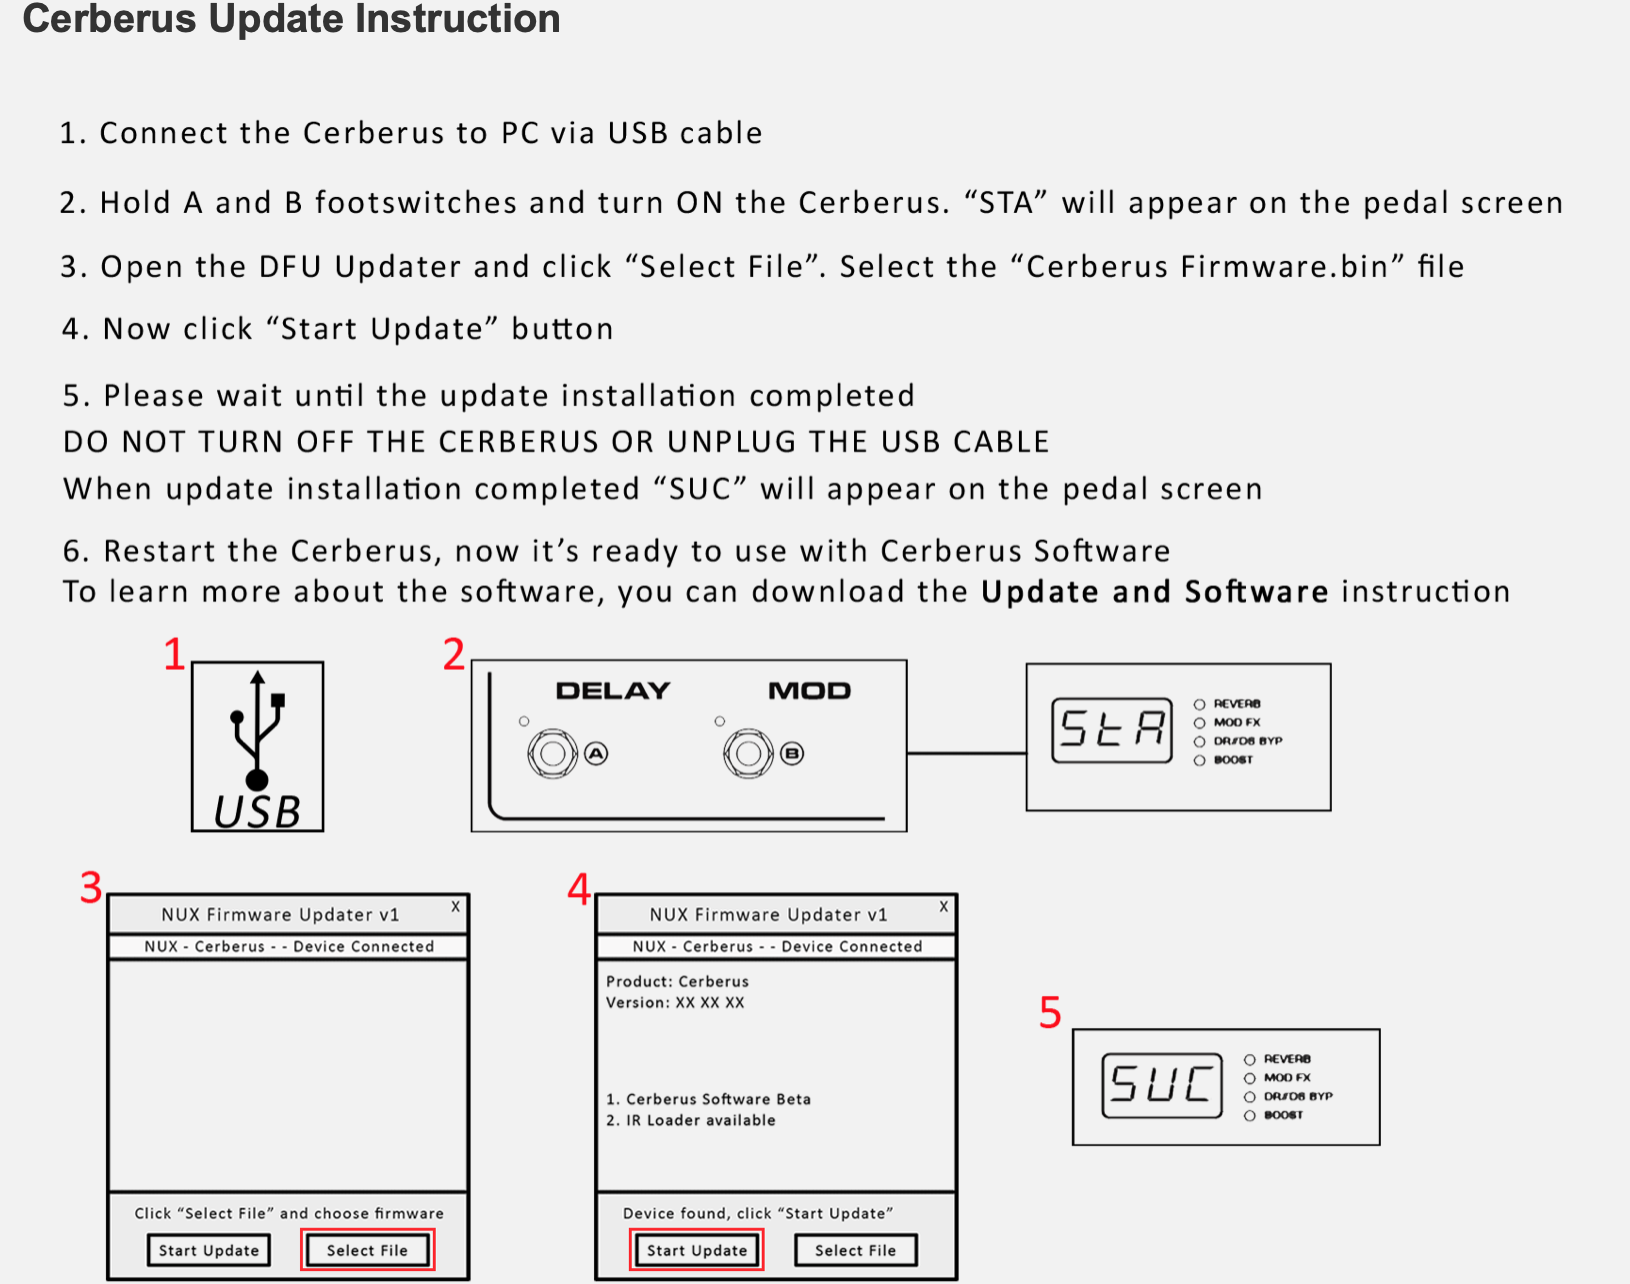 Cerberus Update Instruction
1. Connect the Cerberus to PC via USB cable
2. Hold A and B footswitches and turn ON the Cerberus. “STA” will appear on the pedal screen
3. Open the DFU Updater and click “Select File”. Select the “Cerberus Firmware.bin” file
4. Now click “Start Update” button
5. Please wait until the update installation completed
DO NOT TURN OFF THE CERBERUS OR UNPLUG THE USB CABLE
When update installation completed “SUC” will appear on the pedal screen
6. Restart the Cerberus, now it’s ready to use with Cerberus Software
To learn more about the software, you can download the Update and Software instruction
1
USB
2
DELAY
MOD
A
B
StA
REVERB
MOD FX
DR/DS BYP
BOOST
3
NUX Firmware Updater v1
X
NUX - Cerberus - - Device Connected
Click “Select File” and choose firmware
Start Update
Select File
4
NUX Firmware Updater v1
X
NUX - Cerberus - - Device Connected
Product: Cerberus
Version: XX XX XX
1. Cerberus Software Beta
2. IR Loader available
Device found, click “Start Update”
Start Update
Select File
5
SUC
REVERB
MOD FX
DR/DS BYP
BOOST